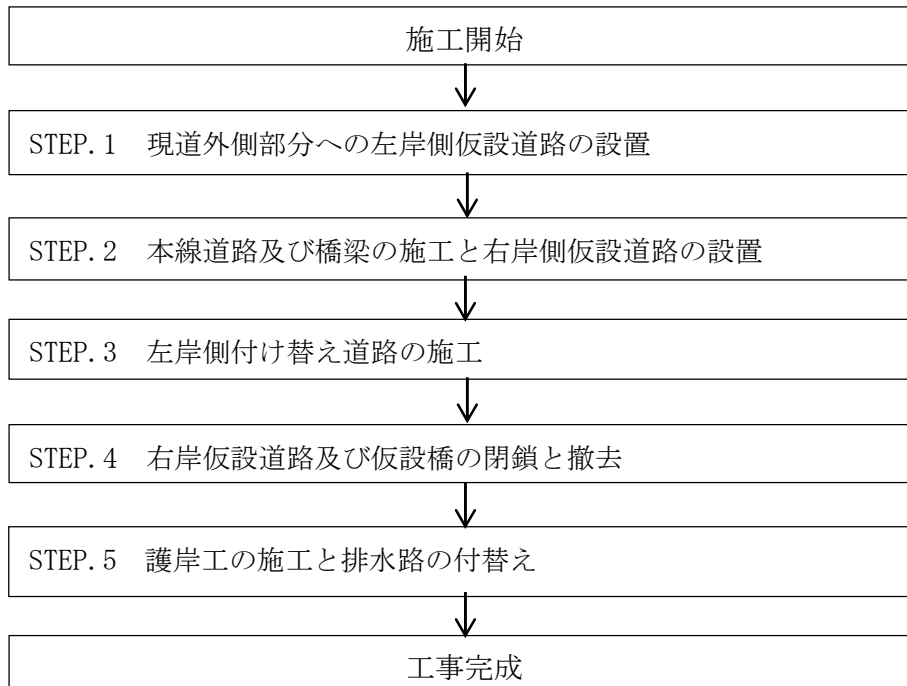 施工開始
STEP.1　現道外側部分への左岸側仮設道路の設置
STEP.2　本線道路及び橋梁の施工と右岸側仮設道路の設置
STEP.3　左岸側付け替え道路の施工
STEP.4　右岸仮設道路及び仮設橋の閉鎖と撤去
STEP.5　護岸工の施工と排水路の付替え
工事完成